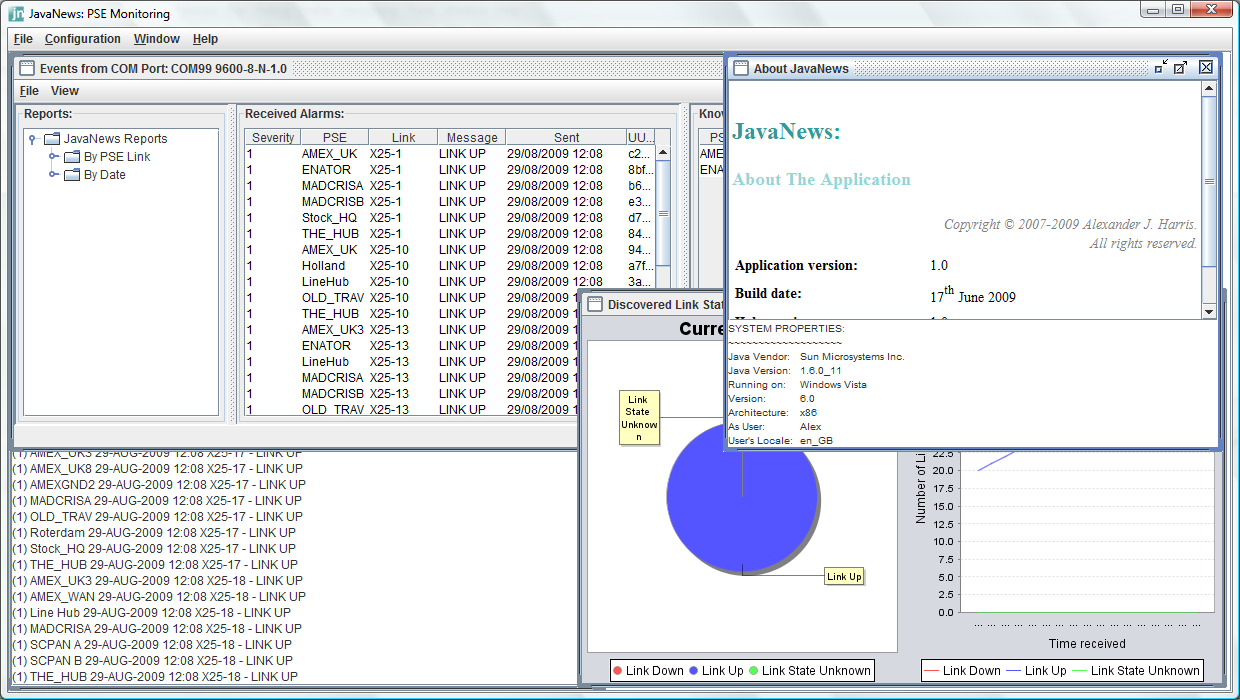 JavaNews: PSE Monitoring
File Configuration Window Help
Events from COM Port: COM99 9600-8-N-1.0
File View
Reports:
JavaNews Reports
By PSE Link
By Date
Received Alarms:
Severity PSE Link Message Sent UU...
1 AMEX_UK X25-1 LINK UP 29/08/2009 12:08 c2...
1 ENATOR X25-1 LINK UP 29/08/2009 12:08 8bf...
1 MADCRISA X25-1 LINK UP 29/08/2009 12:08 b6...
1 MADCRISB X25-1 LINK UP 29/08/2009 12:08 e3...
1 Stock_HQ X25-1 LINK UP 29/08/2009 12:08 d7...
1 THE_HUB X25-1 LINK UP 29/08/2009 12:08 84...
1 AMEX_UK X25-10 LINK UP 29/08/2009 12:08 94...
1 Holland X25-10 LINK UP 29/08/2009 12:08 a7f...
1 LineHub X25-10 LINK UP 29/08/2009 12:08 3a...
1 OLD_TRAV X25-10 LINK UP 29/08/2009 1
1 THE_HUB X25-10 LINK UP 29/08/2009 1
1 AMEX_UK3 X25-13 LINK UP 29/08/2009 1
1 ENATOR X25-13 LINK UP 29/08/2009 1
1 LineHub X25-13 LINK UP 29/08/2009 1
1 MADCRISA X25-13 LINK UP 29/08/2009 1
1 MADCRISB X25-13 LINK UP 29/08/2009 1
1 OLD_TRAV X25-13 LINK UP 29/08/2009 1
Kno
PS
AME
ENA
About JavaNews
JavaNews:
About The Application
Copyright © 2007-2009 Alexander J. Harris.
All rights reserved.
Application version: 1.0
Build date: 17th June 2009
SYSTEM PROPERTIES:
~~~~~~~~~~~~~~~~~~~
Java Vendor: Sun Microsystems Inc.
Java Version: 1.6.0_11
Running on: Windows Vista
Version: 6.0
Architecture: x86
As User: Alex
User's Locale: en_GB
(1) AMEX_UK3 29-AUG-2009 12:08 X25-17 - LINK UP
(1) AMEX_UK8 29-AUG-2009 12:08 X25-17 - LINK UP
(1) AMEXGND2 29-AUG-2009 12:08 X25-17 - LINK UP
(1) MADCRISA 29-AUG-2009 12:08 X25-17 - LINK UP
(1) OLD_TRAV 29-AUG-2009 12:08 X25-17 - LINK UP
(1) Roterdam 29-AUG-2009 12:08 X25-17 - LINK UP
(1) Stock_HQ 29-AUG-2009 12:08 X25-17 - LINK UP
(1) THE_HUB 29-AUG-2009 12:08 X25-17 - LINK UP
(1) AMEX_UK3 29-AUG-2009 12:08 X25-18 - LINK UP
(1) AMEX_WAN 29-AUG-2009 12:08 X25-18 - LINK UP
(1) Line Hub 29-AUG-2009 12:08 X25-18 - LINK UP
(1) MADCRISA 29-AUG-2009 12:08 X25-18 - LINK UP
(1) SCPAN A 29-AUG-2009 12:08 X25-18 - LINK UP
(1) SCPAN B 29-AUG-2009 12:08 X25-18 - LINK UP
(1) THE_HUB 29-AUG-2009 12:08 X25-18 - LINK UP
Discovered Link Stat
Curre
Link
State
Unknow
n
Link Up
Link Down Link Up Link State Unknown
Number of Li
22.5
20.0
17.5
15.0
12.5
10.0
7.5
5.0
2.5
0.0
Time received
Link Down Link Up Link State Unknown